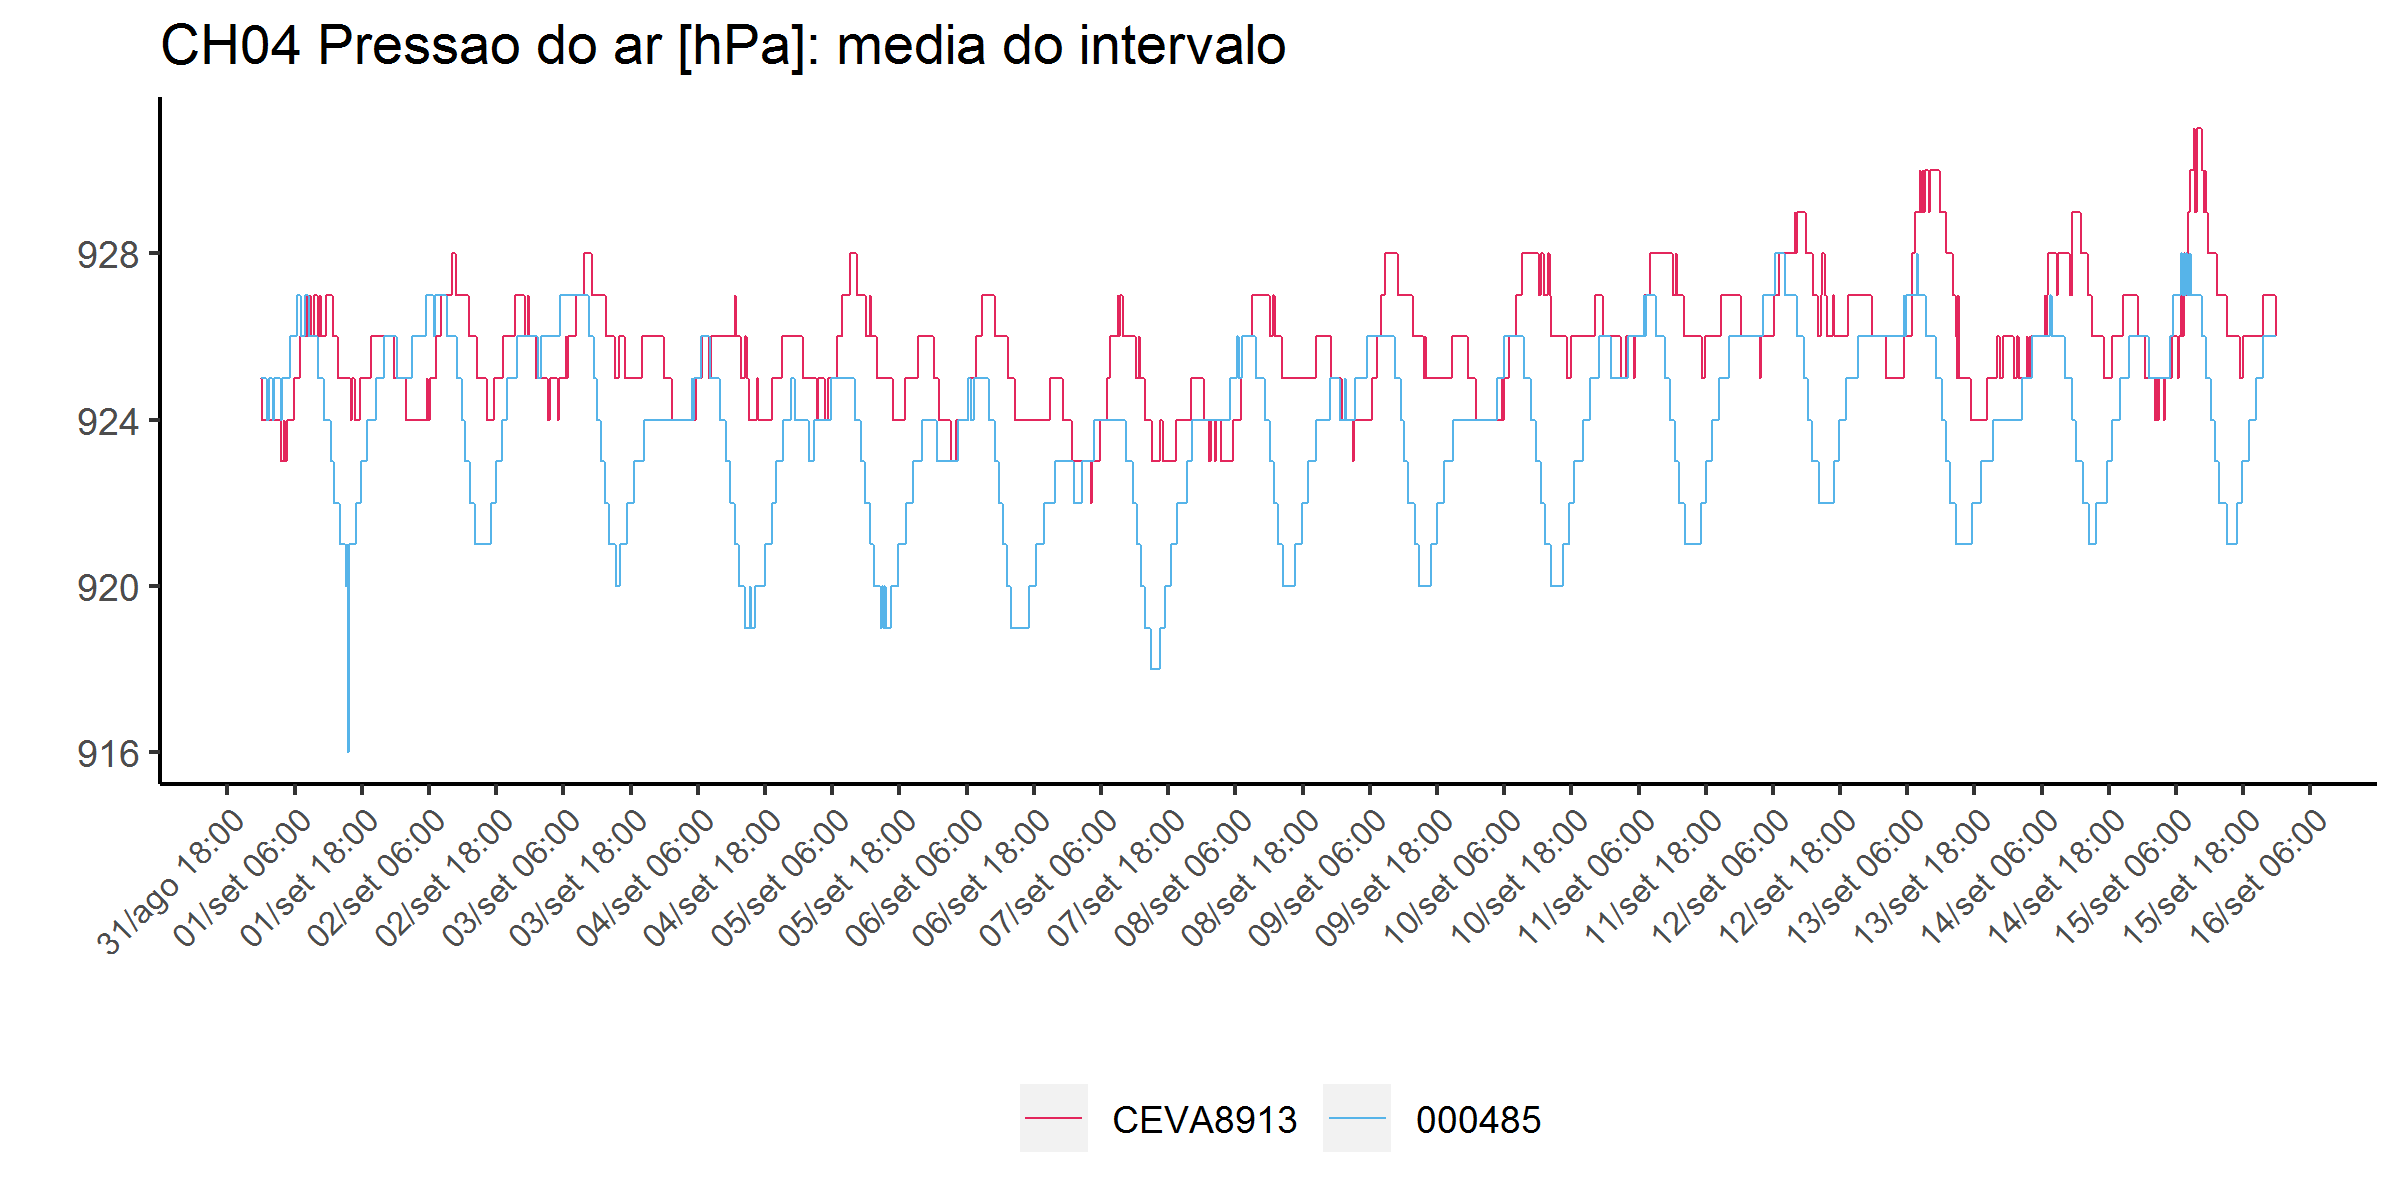 CH04 Pressao do ar [hPa]: media do intervalo
928
924
920
916
31/ago 18:00
01/set 06:00
01/set 18:00
02/set 06:00
02/set 18:00
03/set 06:00
03/set 18:00
04/set 06:00
04/set 18:00
05/set 06:00
05/set 18:00
06/set 06:00
06/set 18:00
07/set 06:00
07/set 18:00
08/set 06:00
08/set 18:00
09/set 06:00
09/set 18:00
10/set 06:00
10/set 18:00
11/set 06:00
11/set 18:00
12/set 06:00
12/set 18:00
13/set 06:00
13/set 18:00
14/set 06:00
14/set 18:00
15/set 06:00
15/set 18:00
16/set 06:00
CEVA8913
000485